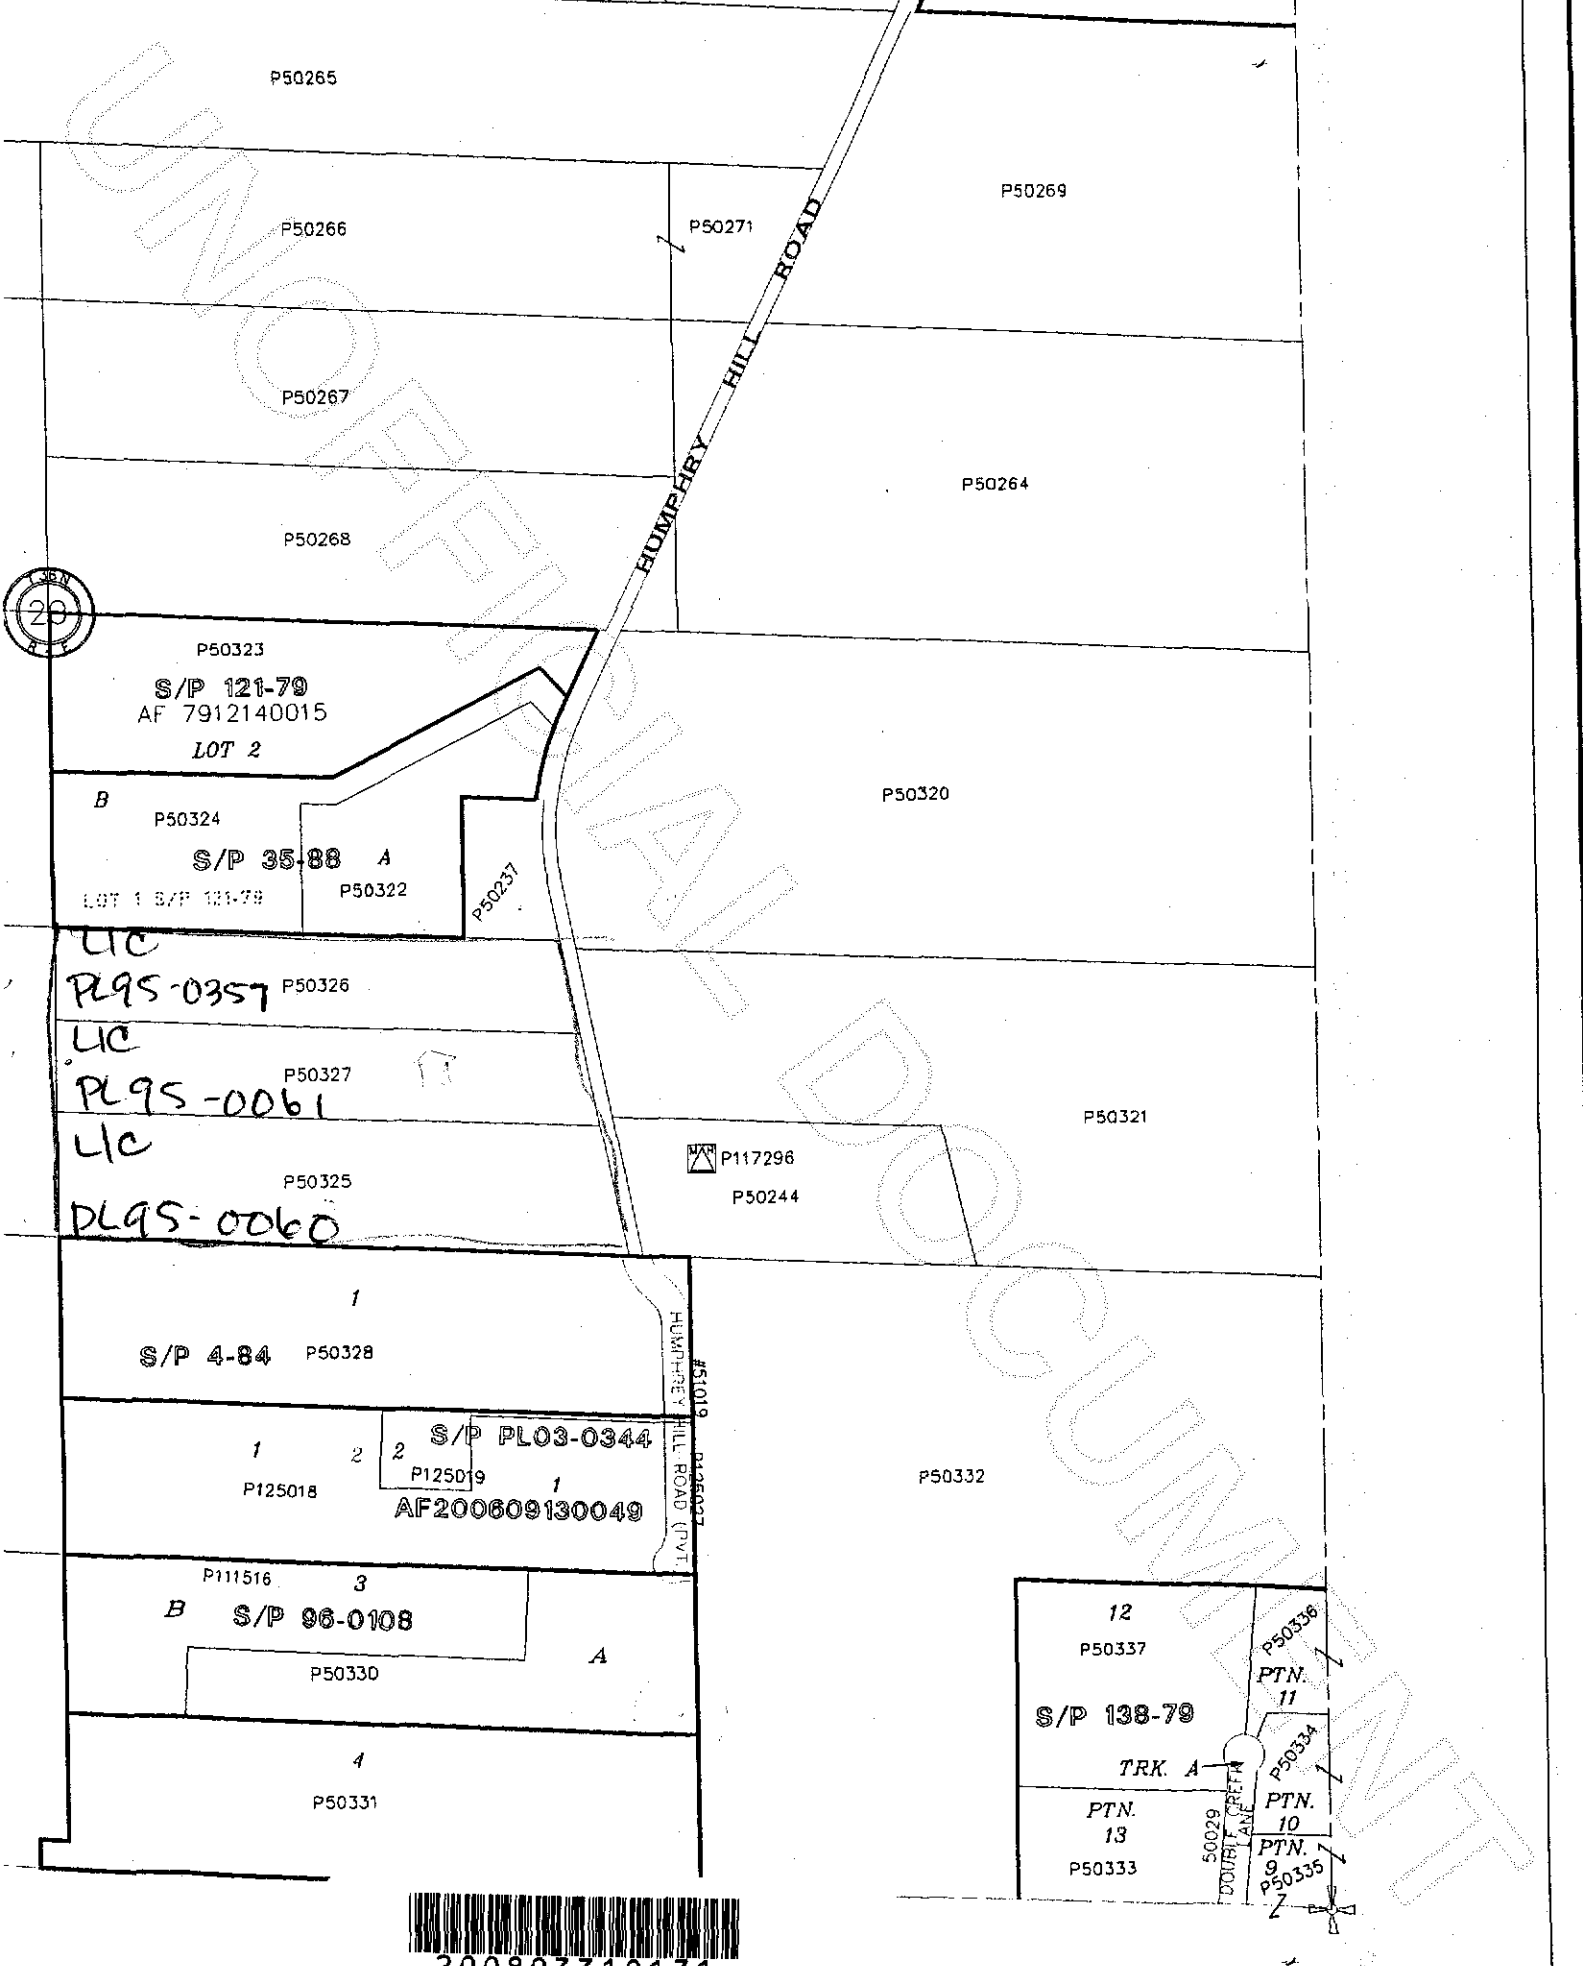 P50265
P50269
P50266
P50271
HUMPHRY HILL ROAD
P50267
P50264
P50268
T36N
20
P50323
S/P 121-79
AF 7912140015
LOT 2
B
P50324
P50320
S/P 35-88 A
LOT 1 S/P 121-79
P50322
P50237
L/C
PL95-0357 P50326
L/C
P50327
PL95-0061
P50321
L/C
P117296
P50325
P50244
PL95-0060
1
S/P 4-84 P50328
HUMPHREY HILL ROAD (PVT.)
#51019
P125027
S/P PL03-0344
1 2 2
P125018
P125019
1
AF200609130049
P50332
P111516 3
B S/P 96-0108
P50330
A
4
P50331
12
P50337
P50336
PTN.
11
S/P 138-79
P50334
TRK. A
PTN.
10
PTN.
13
P50333
50029
DOUBLE CREEK LANE
PTN.
9
P50335
UNOFFICIAL DOCUMENT